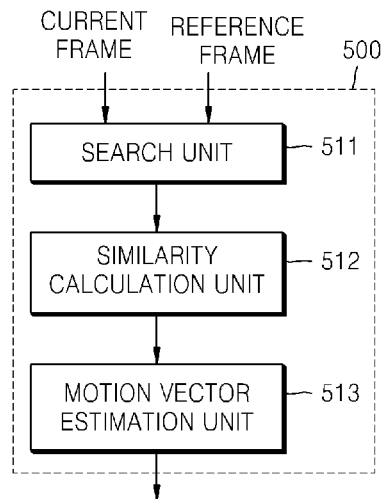 CURRENT
FRAME
REFERENCE
FRAME
500
SEARCH UNIT
511
SIMILARITY
CALCULATION UNIT
512
MOTION VECTOR
ESTIMATION UNIT
513